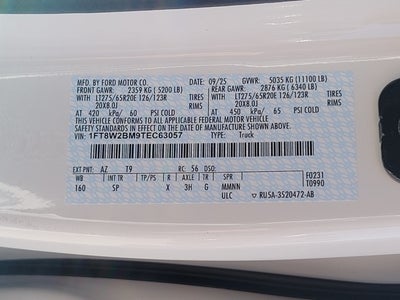 MFD. BY FORD MOTOR CO. 09/25 GVWR: 5035 KG (11100 LB)
FRONT GAWR: 2359 KG (5200 LB) REAR GAWR: 2876 KG (6340 LB)
WITH LT275/65R20E 126/123R TIRES WITH LT275/65R20E 126/123R TIRES
20X8.0J RIMS 20X8.0J RIMS
AT 420 kPa/ 60 PSI COLD AT 450 kPa/ 65 PSI COLD
THIS VEHICLE CONFORMS TO ALL APPLICABLE FEDERAL MOTOR VEHICLE
SAFETY STANDARDS IN EFFECT ON THE DATE OF MANUFACTURE SHOWN ABOVE.
VIN: 1FT8W2BM9TEC63057 TYPE: Truck
EXT PNT: AZ T9 RC: 56 DSO: F0231
WB INT TR TP/PS R AXLE TR SPR T0990
160 SP X 3H G MMNN
ULC RU5A-3520472-AB